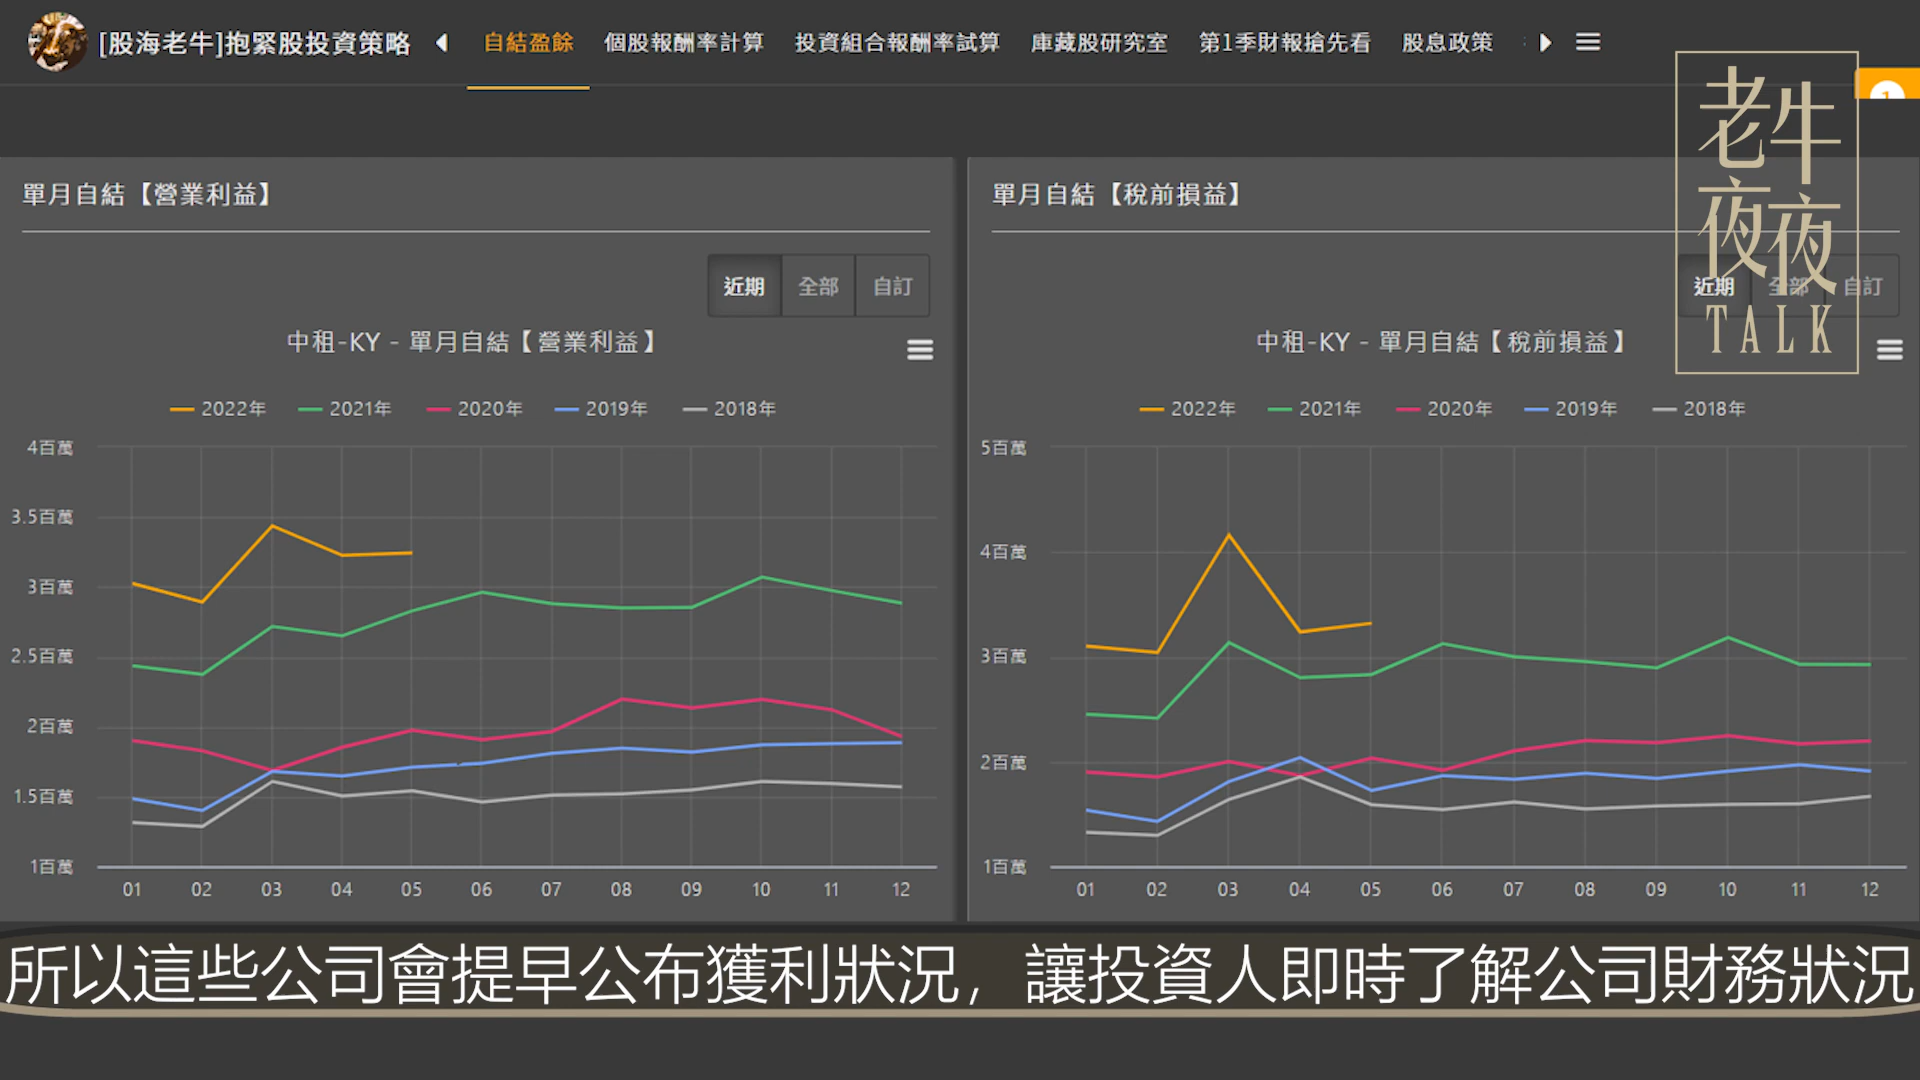 [股海老牛]抱緊股投資策略
自結盈餘
個股報酬率計算
投資組合報酬率試算
庫藏股研究室
第1季財報搶先看
股息政策
老牛
夜夜
TALK
單月自結【營業利益】
近期 全部 自訂
中租-KY - 單月自結【營業利益】
2022年 2021年 2020年 2019年 2018年
4百萬
3.5百萬
3百萬
2.5百萬
2百萬
1.5百萬
1百萬
01 02 03 04 05 06 07 08 09 10 11 12
單月自結【稅前損益】
近期 全部 自訂
中租-KY - 單月自結【稅前損益】
2022年 2021年 2020年 2019年 2018年
5百萬
4百萬
3百萬
2百萬
1百萬
01 02 03 04 05 06 07 08 09 10 11 12
所以這些公司會提早公布獲利狀況，讓投資人即時了解公司財務狀況